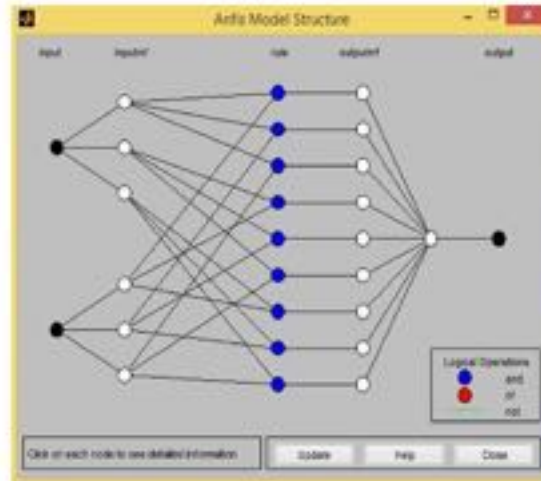 Anfis Model Structure
input inputmf rule outputmf output
Logical Operations
and
or
not
Click on each node to see detailed information
Update Help Close